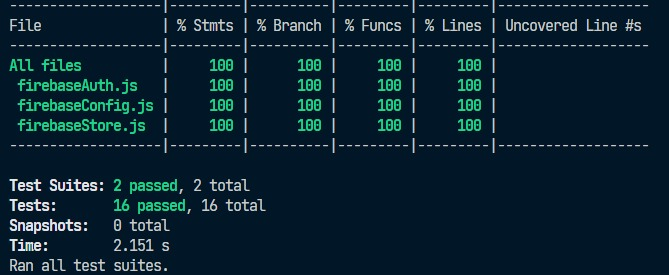 -------------------|---------|----------|---------|---------|-------------------
File               | % Stmts | % Branch | % Funcs | % Lines | Uncovered Line #s
-------------------|---------|----------|---------|---------|-------------------
All files          |     100 |      100 |     100 |     100 |
 firebaseAuth.js   |     100 |      100 |     100 |     100 |
 firebaseConfig.js |     100 |      100 |     100 |     100 |
 firebaseStore.js  |     100 |      100 |     100 |     100 |
-------------------|---------|----------|---------|---------|-------------------
Test Suites: 2 passed, 2 total
Tests:       16 passed, 16 total
Snapshots:   0 total
Time:        2.151 s
Ran all test suites.